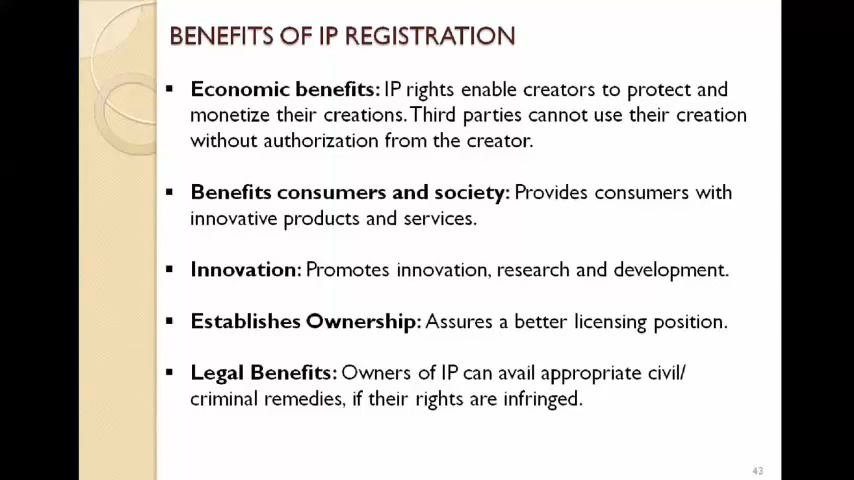 BENEFITS OF IP REGISTRATION
▪ Economic benefits: IP rights enable creators to protect and
monetize their creations. Third parties cannot use their creation
without authorization from the creator.
▪ Benefits consumers and society: Provides consumers with
innovative products and services.
▪ Innovation: Promotes innovation, research and development.
▪ Establishes Ownership: Assures a better licensing position.
▪ Legal Benefits: Owners of IP can avail appropriate civil/
criminal remedies, if their rights are infringed.
43